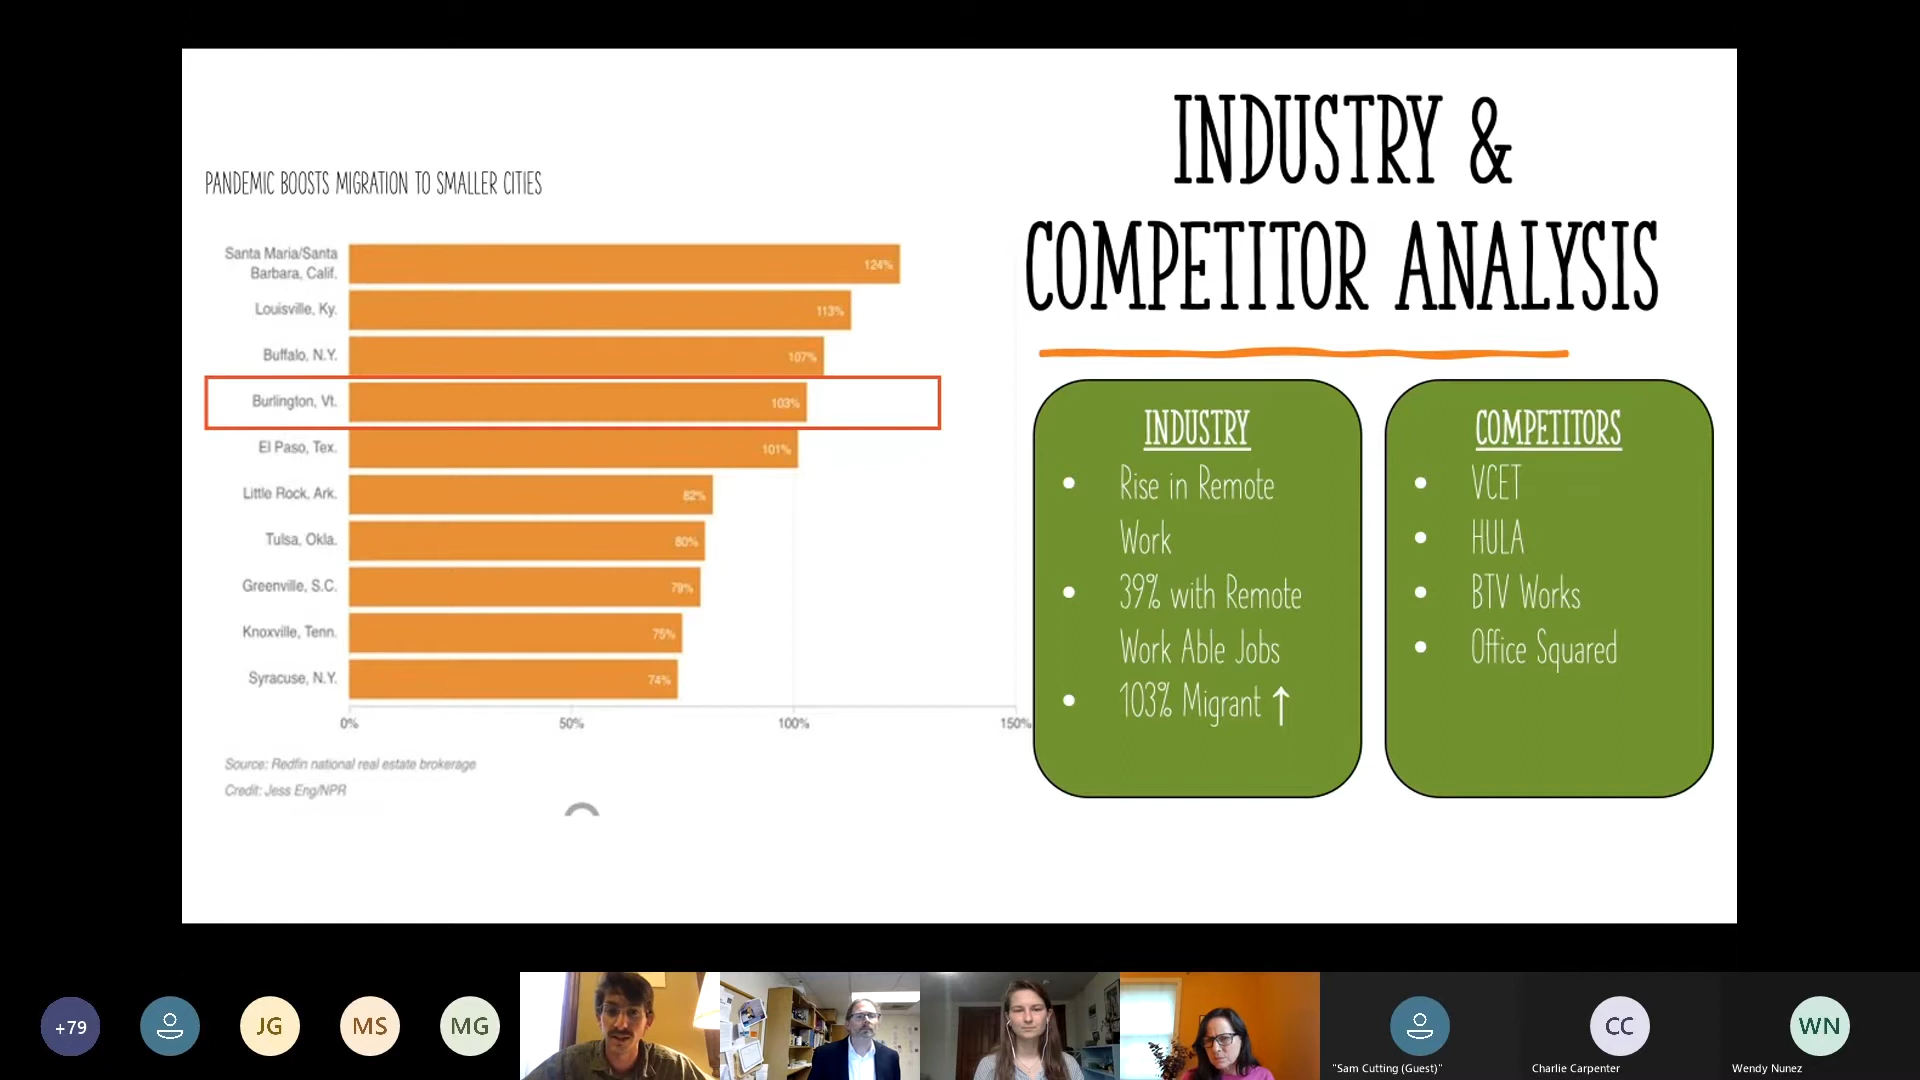 INDUSTRY &
COMPETITOR ANALYSIS
PANDEMIC BOOSTS MIGRATION TO SMALLER CITIES
Santa Maria/Santa
Barbara, Calif.
124%
Louisville, Ky.
113%
Buffalo, N.Y.
107%
Burlington, Vt.
103%
El Paso, Tex.
101%
Little Rock, Ark.
82%
Tulsa, Okla.
80%
Greenville, S.C.
79%
Knoxville, Tenn.
75%
Syracuse, N.Y.
74%
0%
50%
100%
150%
Source: Redfin national real estate brokerage
Credit: Jess Eng/NPR
INDUSTRY
• Rise in Remote
Work
• 39% with Remote
Work Able Jobs
• 103% Migrant ↑
COMPETITORS
• VCET
• HULA
• BTV Works
• Office Squared
+79
JG
MS
MG
"Sam Cutting (Guest)"
CC
Charlie Carpenter
WN
Wendy Nunez